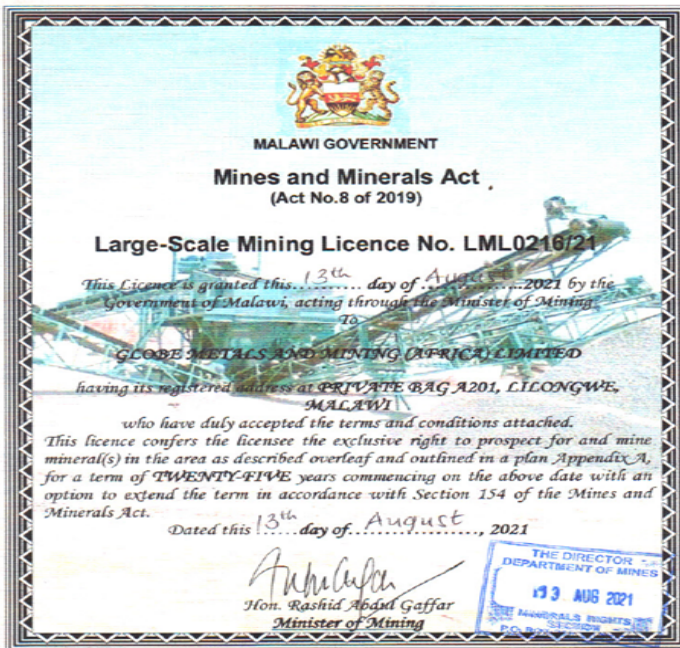 MALAWI GOVERNMENT
Mines and Minerals Act
(Act No.8 of 2019)
Large-Scale Mining Licence No. LML0216/21
This Licence is granted this 13th day of August 2021 by the
Government of Malawi, acting through the Minister of Mining
To
GLOBE METALS AND MINING (AFRICA) LIMITED
having its registered address at PRIVATE BAG A201, LILONGWE,
MALAWI
who have duly accepted the terms and conditions attached.
This licence confers the licensee the exclusive right to prospect for and mine
mineral(s) in the area as described overleaf and outlined in a plan Appendix A,
for a term of TWENTY-FIVE years commencing on the above date with an
option to extend the term in accordance with Section 154 of the Mines and
Minerals Act.
Dated this 13th day of August, 2021
Hon. Rashid Abdul Gaffar
Minister of Mining
THE DIRECTOR
DEPARTMENT OF MINES
AUG 2021
MINERALS RIGHTS
SECTION
P.O.